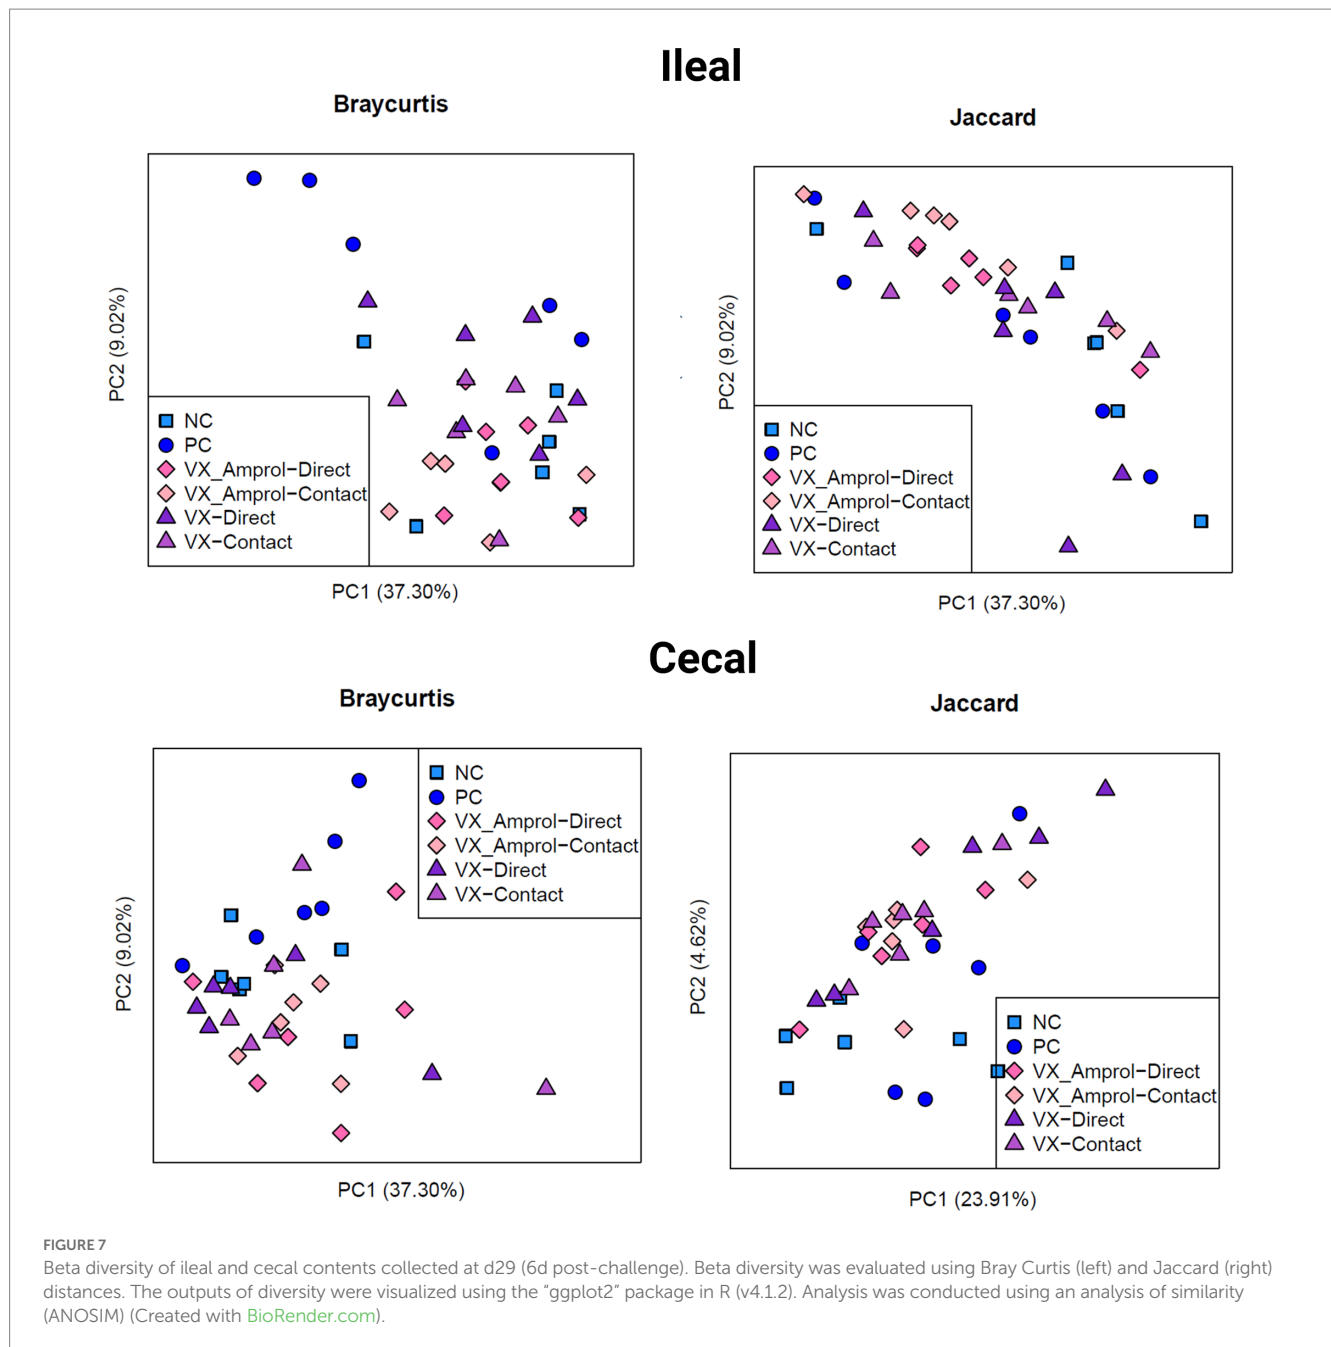 Ileal
Braycurtis
Jaccard
PC2 (9.02%)
NC
PC
VX_Amprol−Direct
VX_Amprol−Contact
VX−Direct
VX−Contact
PC1 (37.30%)
PC2 (9.02%)
NC
PC
VX_Amprol−Direct
VX_Amprol−Contact
VX−Direct
VX−Contact
PC1 (37.30%)
Cecal
Braycurtis
Jaccard
PC2 (9.02%)
NC
PC
VX_Amprol−Direct
VX_Amprol−Contact
VX−Direct
VX−Contact
PC1 (37.30%)
PC2 (4.62%)
NC
PC
VX_Amprol−Direct
VX_Amprol−Contact
VX−Direct
VX−Contact
PC1 (23.91%)
FIGURE 7
Beta diversity of ileal and cecal contents collected at d29 (6d post-challenge). Beta diversity was evaluated using Bray Curtis (left) and Jaccard (right)
distances. The outputs of diversity were visualized using the “ggplot2” package in R (v4.1.2). Analysis was conducted using an analysis of similarity
(ANOSIM) (Created with BioRender.com).